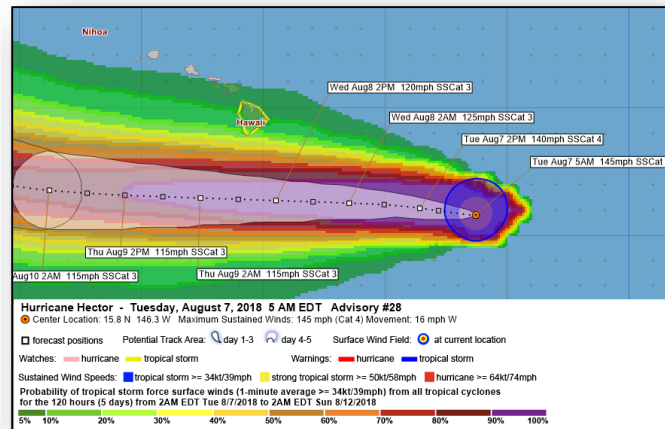 Nihoa
Hawaii
Wed Aug8 2PM 120mph SSCat 3
Wed Aug8 2AM 125mph SSCat 3
Tue Aug7 2PM 140mph SSCat 4
Tue Aug7 5AM 145mph SSCat
Thu Aug9 2PM 115mph SSCat 3
Aug10 2AM 115mph SSCat 3
Thu Aug9 2AM 115mph SSCat 3
Hurricane Hector - Tuesday, August 7, 2018 5 AM EDT Advisory #28
Center Location: 15.8 N 146.3 W Maximum Sustained Winds: 145 mph (Cat 4) Movement: 16 mph W
forecast positions Potential Track Area: day 1-3 day 4-5 Surface Wind Field: at current location
Watches: hurricane tropical storm Warnings: hurricane tropical storm
Sustained Wind Speeds: tropical storm >= 34kt/39mph strong tropical storm >= 50kt/58mph hurricane >= 64kt/74mph
Probability of tropical storm force surface winds (1-minute average >= 34kt/39mph) from all tropical cyclones
for the 120 hours (5 days) from 2AM EDT Tue 8/7/2018 to 2AM EDT Sun 8/12/2018
5% 10% 20% 30% 40% 50% 60% 70% 80% 90% 100%